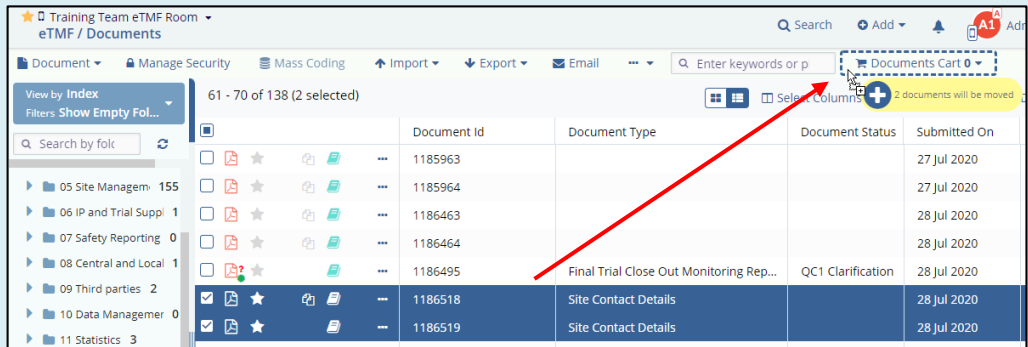 Training Team eTMF Room
eTMF / Documents
Search Add A A1 Adr
Document Manage Security Mass Coding Import Export Email Enter keywords or p Documents Cart 0
View by Index
Filters Show Empty Fol...
61 - 70 of 138 (2 selected) Select Columns 2 documents will be moved
Search by folc
Document Id Document Type Document Status Submitted On
1185963 27 Jul 2020
05 Site Managem 155 1185964 27 Jul 2020
06 IP and Trial Suppl 1 1186463 28 Jul 2020
07 Safety Reporting 0 1186464 28 Jul 2020
08 Central and Local 1 ? 1186495 Final Trial Close Out Monitoring Rep... QC1 Clarification 28 Jul 2020
09 Third parties 2 1186518 Site Contact Details 28 Jul 2020
10 Data Managemer 0 1186519 Site Contact Details 28 Jul 2020
11 Statistics 3